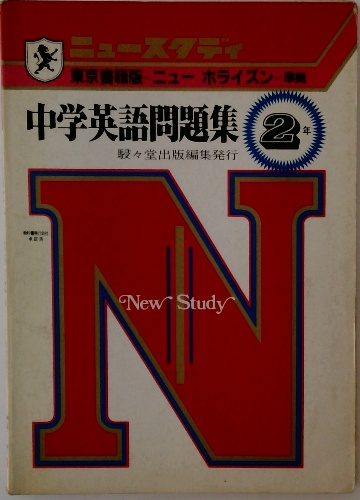 ニュースタディ
東京書籍版－ニュー ホライズン－準拠
中学英語問題集
2年
駸々堂出版編集発行
New Study
N